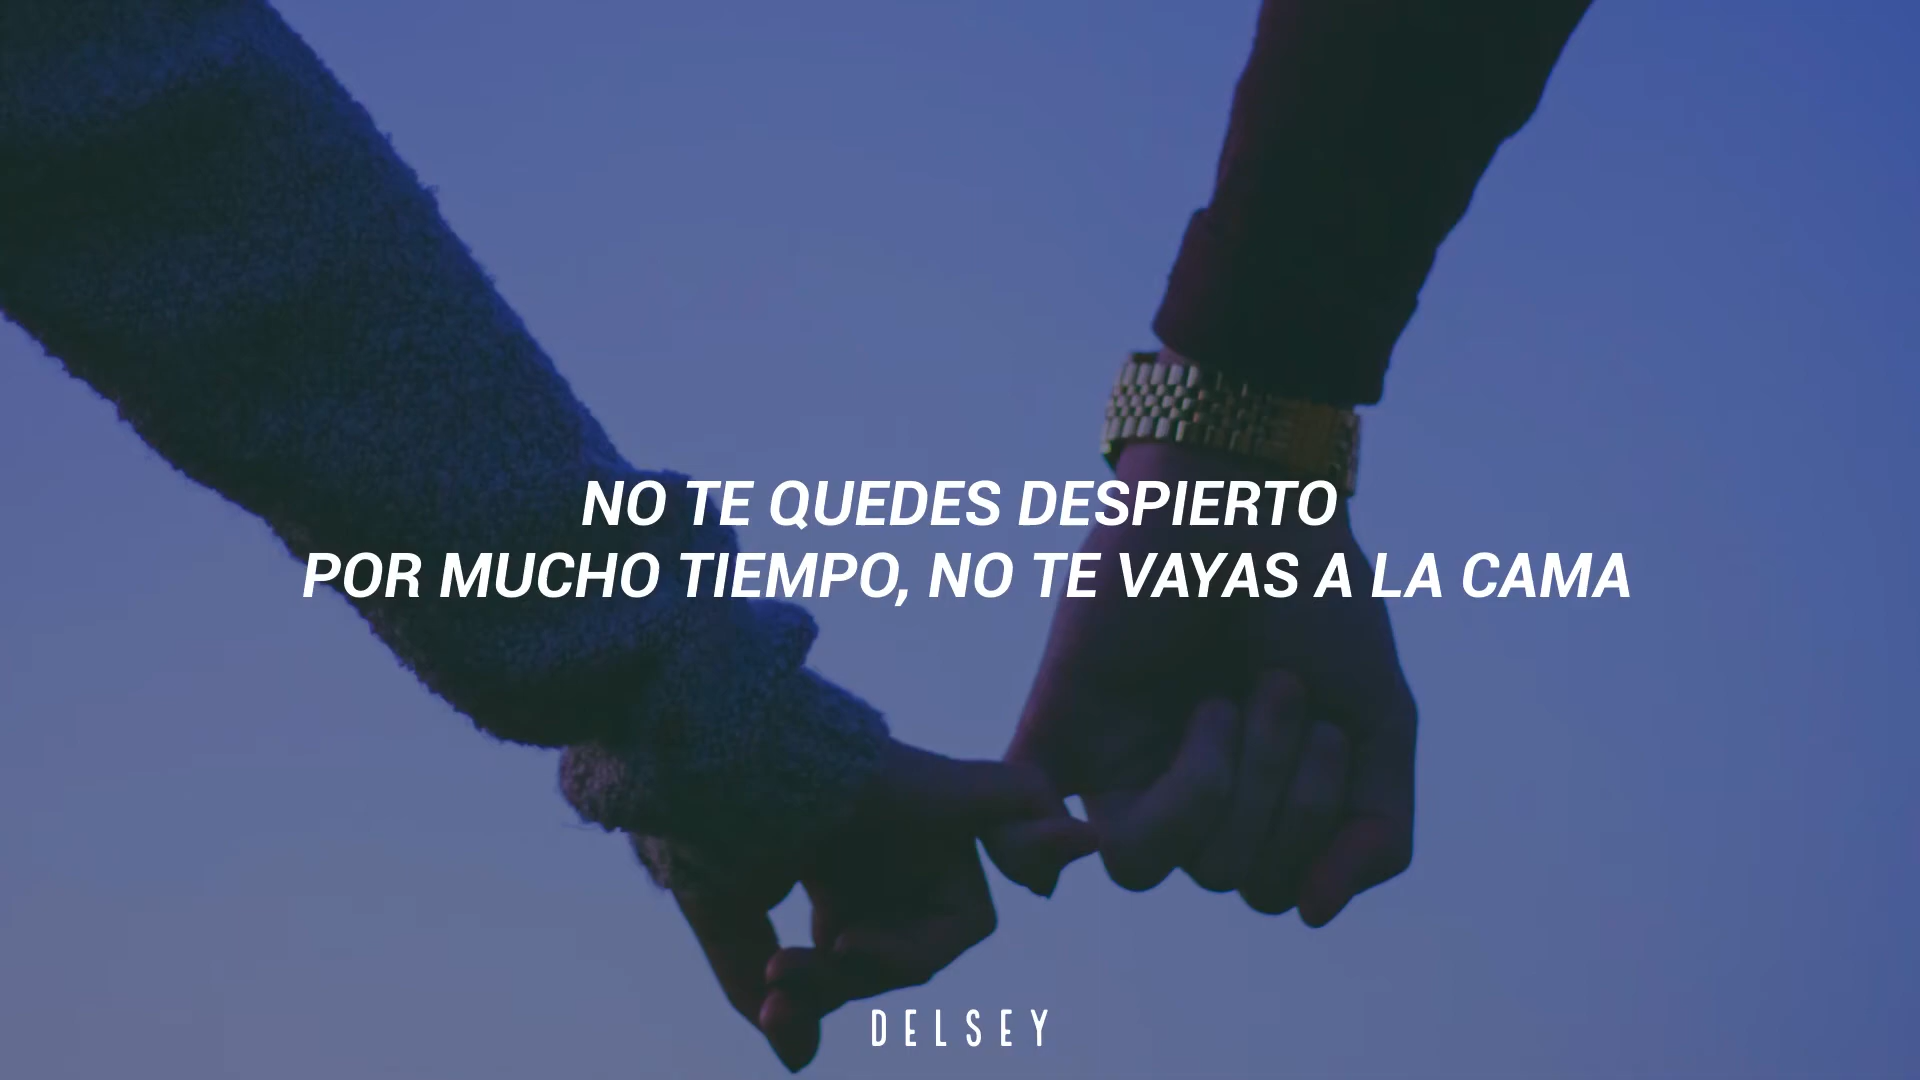 NO TE QUEDES DESPIERTO
POR MUCHO TIEMPO, NO TE VAYAS A LA CAMA
DELSEY